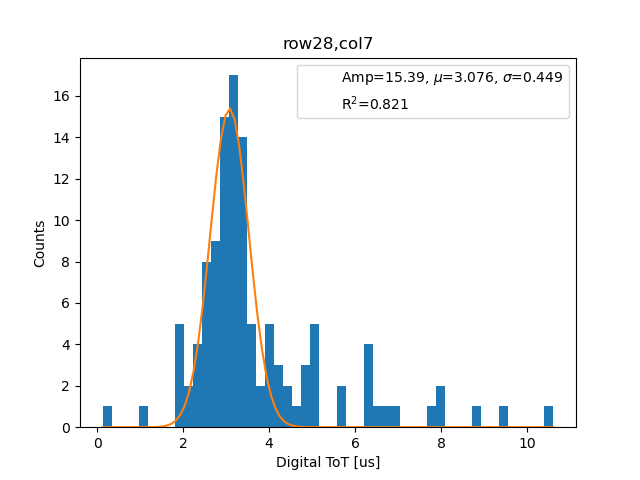 row28,col7
Amp=15.39, μ=3.076, σ=0.449
R²=0.821
Counts
16
14
12
10
8
6
4
2
0
0 2 4 6 8 10
Digital ToT [us]